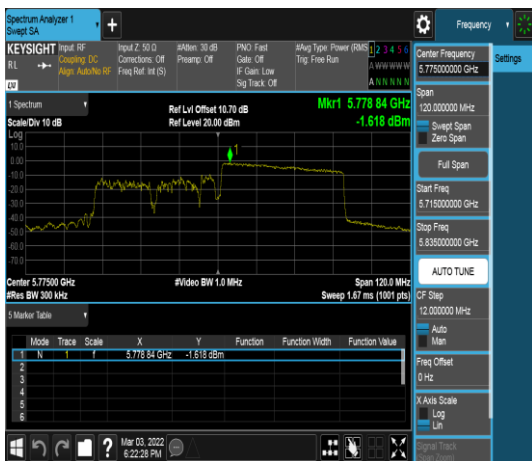 Spectrum Analyzer 1
Swept SA
+
Frequency
KEYSIGHT
Input: RF
Coupling: DC
Align: Auto/No RF
Input Z: 50 Ω
Corrections: Off
Freq Ref: Int (S)
#Atten: 30 dB
Preamp: Off
PNO: Fast
Gate: Off
IF Gain: Low
Sig Track: Off
#Avg Type: Power (RMS
Trig: Free Run
1 2 3 4 5 6
A WWWWW
A N N N N N
RL
LXI
1 Spectrum
Scale/Div 10 dB
Ref Lvl Offset 10.70 dB
Ref Level 20.00 dBm
Mkr1 5.778 84 GHz
-1.618 dBm
Log
10.0
0.00
-10.0
-20.0
-30.0
-40.0
-50.0
-60.0
-70.0
1
Center 5.77500 GHz
#Res BW 300 kHz
#Video BW 1.0 MHz
Span 120.0 MHz
Sweep 1.67 ms (1001 pts)
5 Marker Table
Mode Trace Scale X Y Function Function Width Function Value
1 N 1 f 5.778 84 GHz -1.618 dBm
2
3
4
5
6
Mar 03, 2022
6:22:28 PM
Center Frequency
5.775000000 GHz
Span
120.000000 MHz
Swept Span
Zero Span
Full Span
Start Freq
5.715000000 GHz
Stop Freq
5.835000000 GHz
AUTO TUNE
CF Step
12.000000 MHz
Auto
Man
Freq Offset
0 Hz
X Axis Scale
Log
Lin
Signal Track
(Span Zoom)
Settings